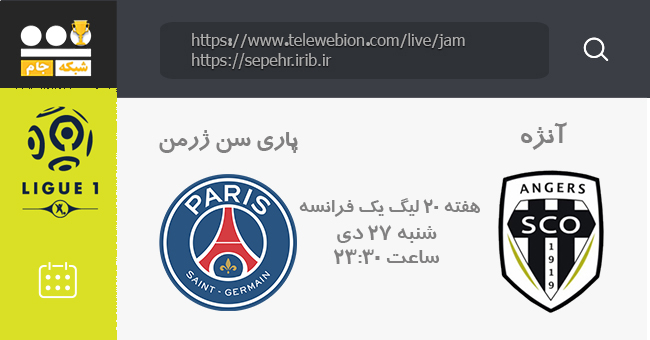 https://www.telewebion.com/live/jam
https://sepehr.irib.ir
شبکه جام
LIGUE 1
آنژه
پاری سن ژرمن
ANGERS
SCO
1919
PARIS
SAINT - GERMAIN
هفته ۲۰ لیگ یک فرانسه
شنبه ۲۷ دی
ساعت ۲۳:۳۰